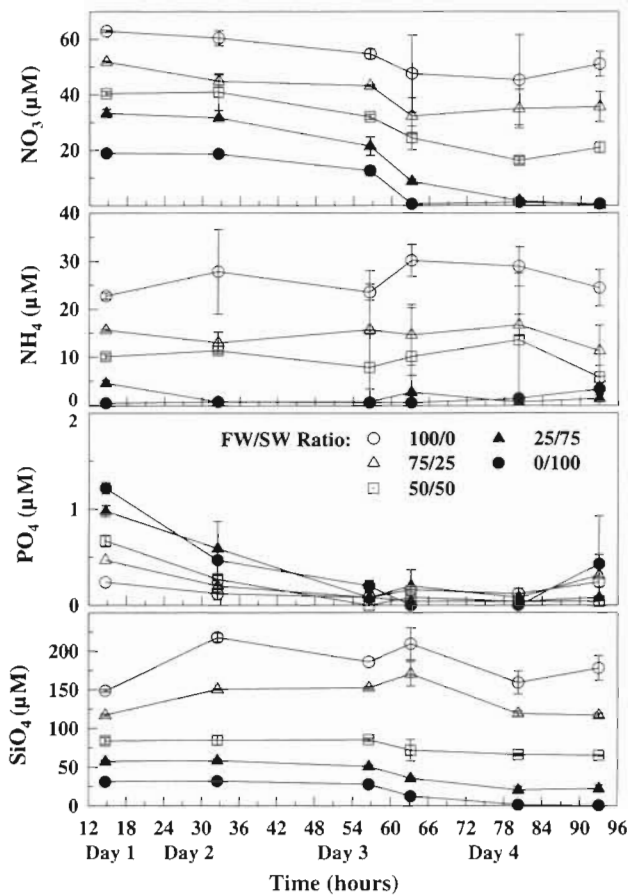 60
40
20
NO3 (µM)
40
30
20
10
0
NH4 (µM)
FW/SW Ratio:
100/0
25/75
75/25
0/100
50/50
2
1
0
PO4 (µM)
200
150
100
50
0
SiO4 (µM)
12 18 24 30 36 42 48 54 60 66 72 78 84 90 96
Day 1 Day 2 Day 3 Day 4
Time (hours)